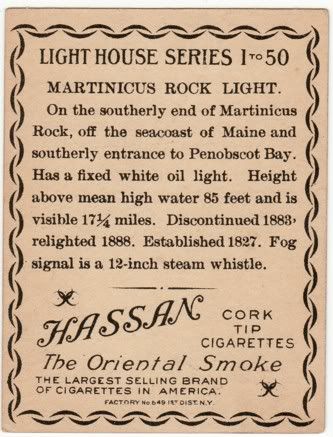 LIGHT HOUSE SERIES 1 TO 50
MARTINICUS ROCK LIGHT.
On the southerly end of Martinicus
Rock, off the seacoast of Maine and
southerly entrance to Penobscot Bay.
Has a fixed white oil light. Height
above mean high water 85 feet and is
visible 17¼ miles. Discontinued 1883,
relighted 1888. Established 1827. Fog
signal is a 12-inch steam whistle.
HASSAN
CORK
TIP
CIGARETTES
The Oriental Smoke
THE LARGEST SELLING BRAND
OF CIGARETTES IN AMERICA.
FACTORY No. 649 1ST DIST. N.Y.